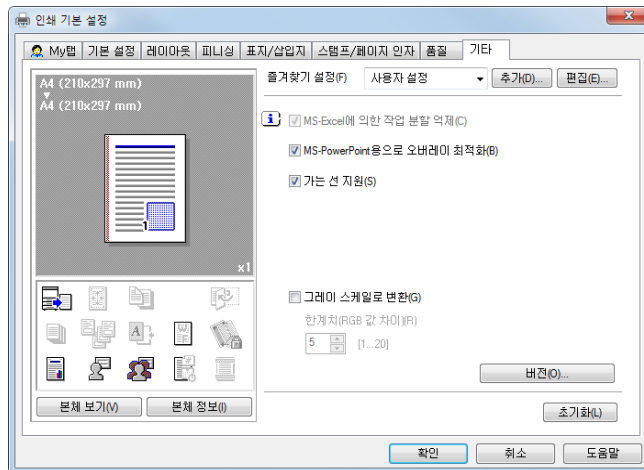 인쇄 기본 설정
My탭 기본 설정 레이아웃 피니싱 표지/삽입지 스탬프/페이지 인자 품질 기타
A4 (210x297 mm)
A4 (210x297 mm)
1
x1
본체 보기(V) 본체 정보(I)
즐겨찾기 설정(F) 사용자 설정 추가(D)... 편집(E)...
MS-Excel에 의한 작업 분할 억제(C)
MS-PowerPoint용으로 오버레이 최적화(B)
가는 선 지원(S)
그레이 스케일로 변환(G)
한계치(RGB 값 차이)(R)
5 [1...20]
버전(O)...
초기화(L)
확인 취소 도움말